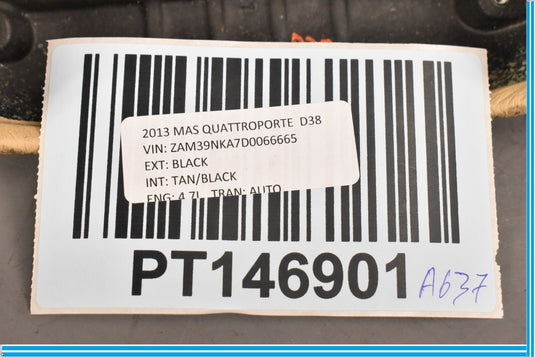 2013 MAS QUATTROPORTE D38
VIN: ZAM39NKA7D0066665
EXT: BLACK
INT: TAN/BLACK
ENG: 4.7L TRAN: AUTO
PT146901 A637